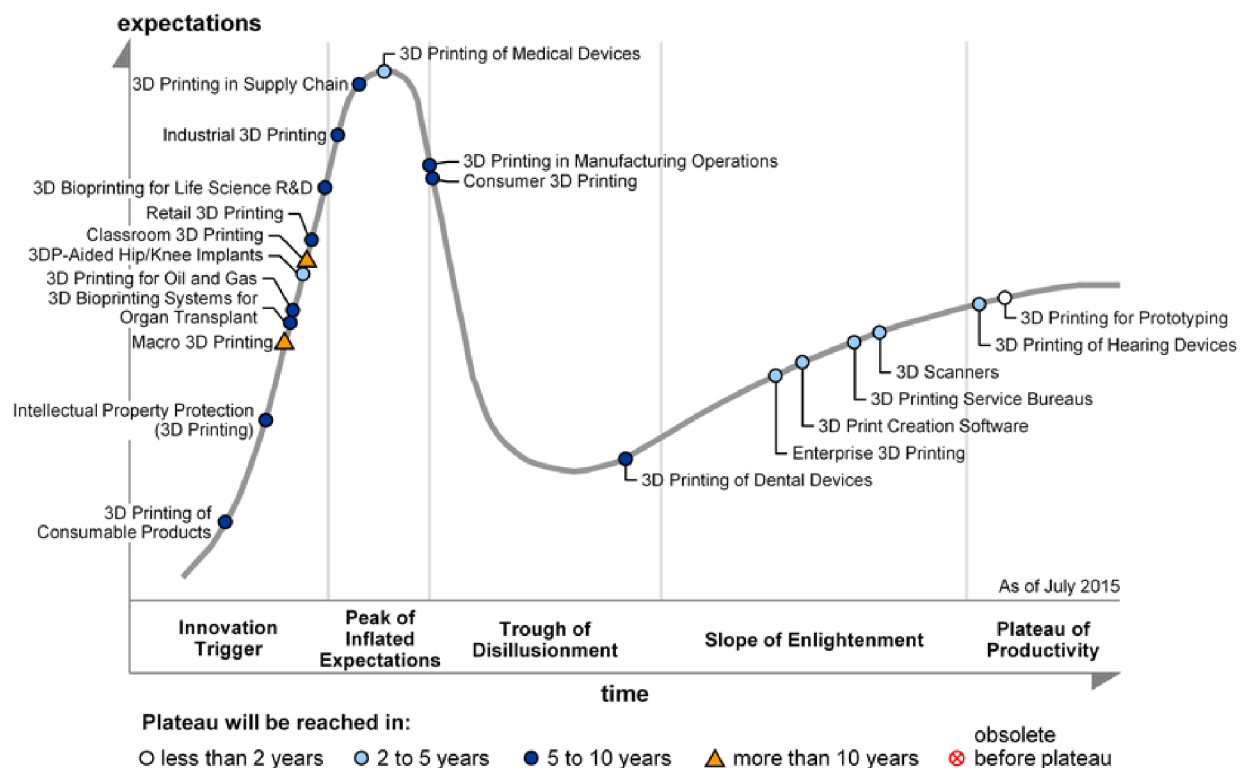 expectations
3D Printing of Medical Devices
3D Printing in Supply Chain
Industrial 3D Printing
3D Printing in Manufacturing Operations
Consumer 3D Printing
3D Bioprinting for Life Science R&D
Retail 3D Printing
Classroom 3D Printing
3DP-Aided Hip/Knee Implants
3D Printing for Oil and Gas
3D Bioprinting Systems for
Organ Transplant
Macro 3D Printing
3D Printing for Prototyping
3D Printing of Hearing Devices
3D Scanners
3D Printing Service Bureaus
3D Print Creation Software
Enterprise 3D Printing
3D Printing of Dental Devices
Intellectual Property Protection
(3D Printing)
3D Printing of
Consumable Products
As of July 2015
Innovation
Trigger
Peak of
Inflated
Expectations
Trough of
Disillusionment
Slope of Enlightenment
Plateau of
Productivity
time
Plateau will be reached in:
less than 2 years
2 to 5 years
5 to 10 years
more than 10 years
obsolete
before plateau